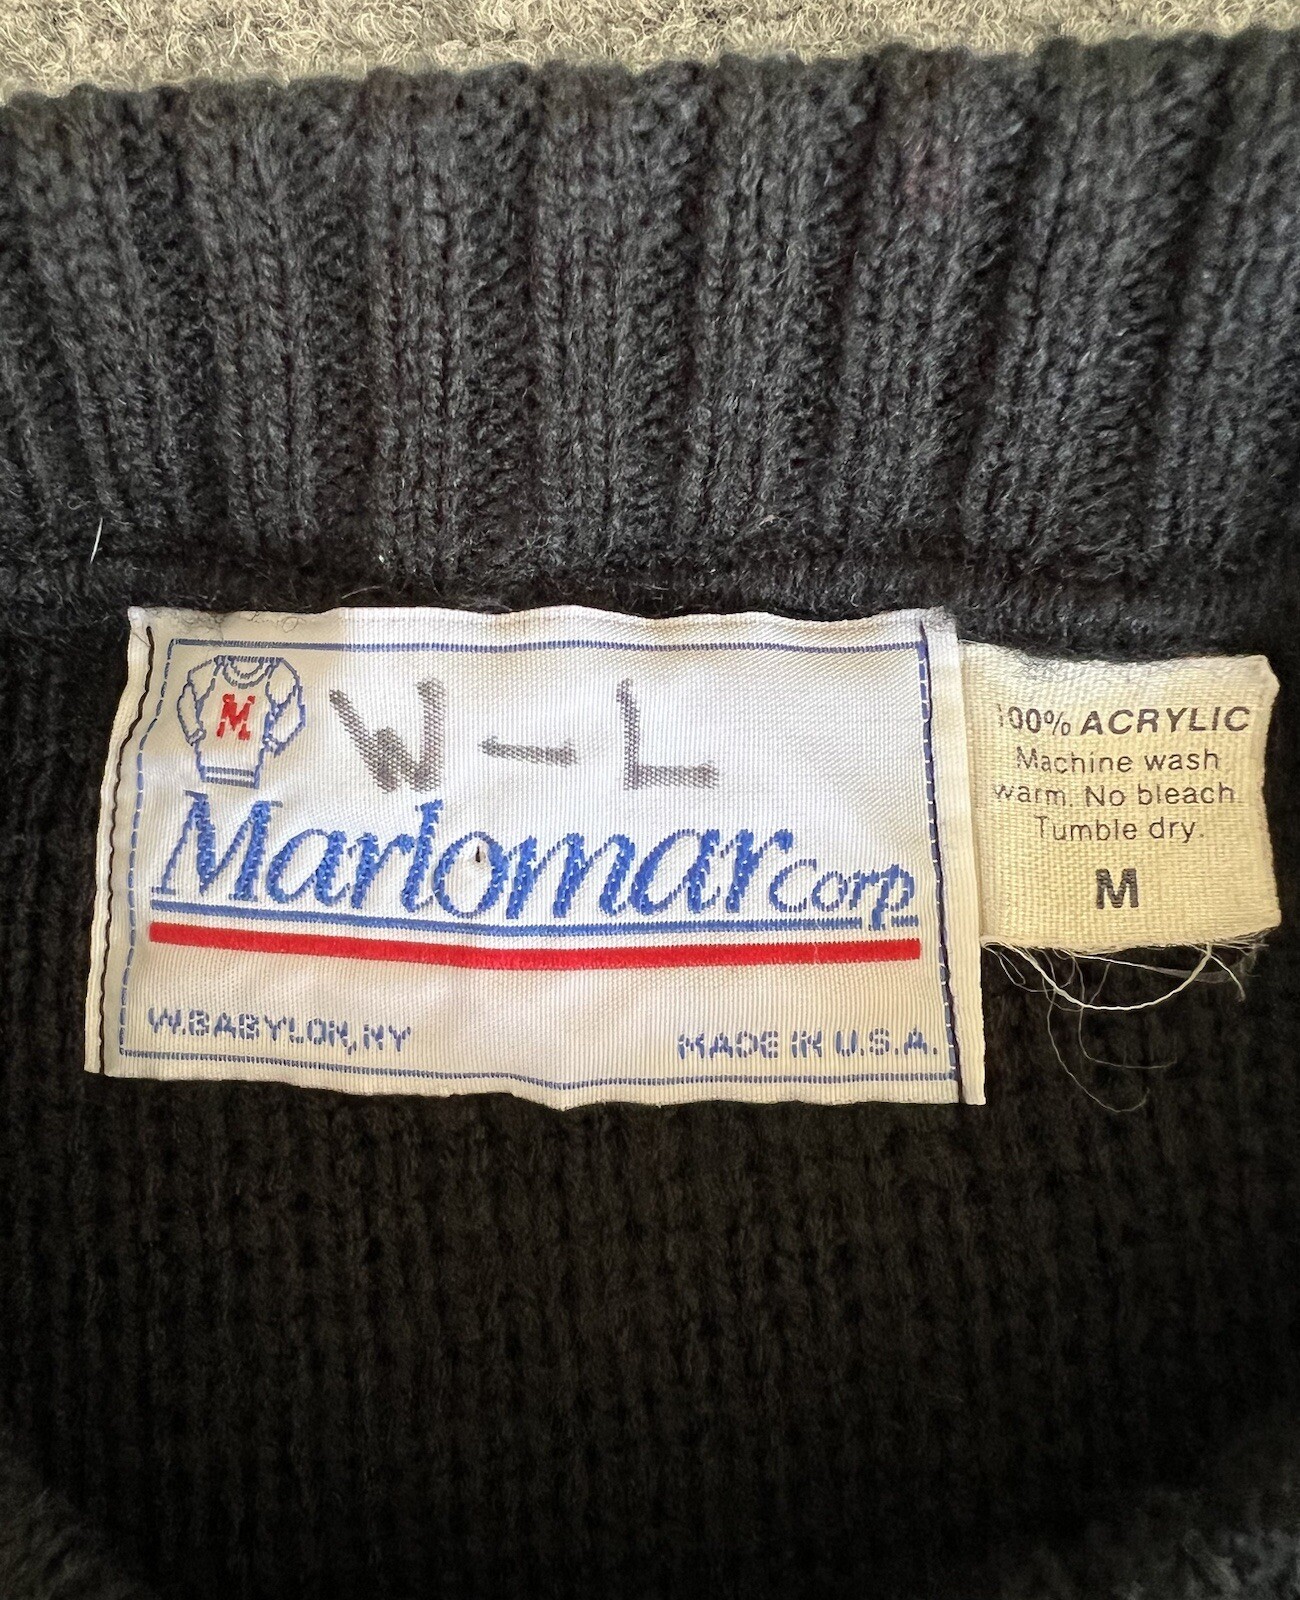 M
W-L
Marlomar corp
W.BABYLON, NY
MADE IN U.S.A.
100% ACRYLIC
Machine wash
warm. No bleach
Tumble dry.
M